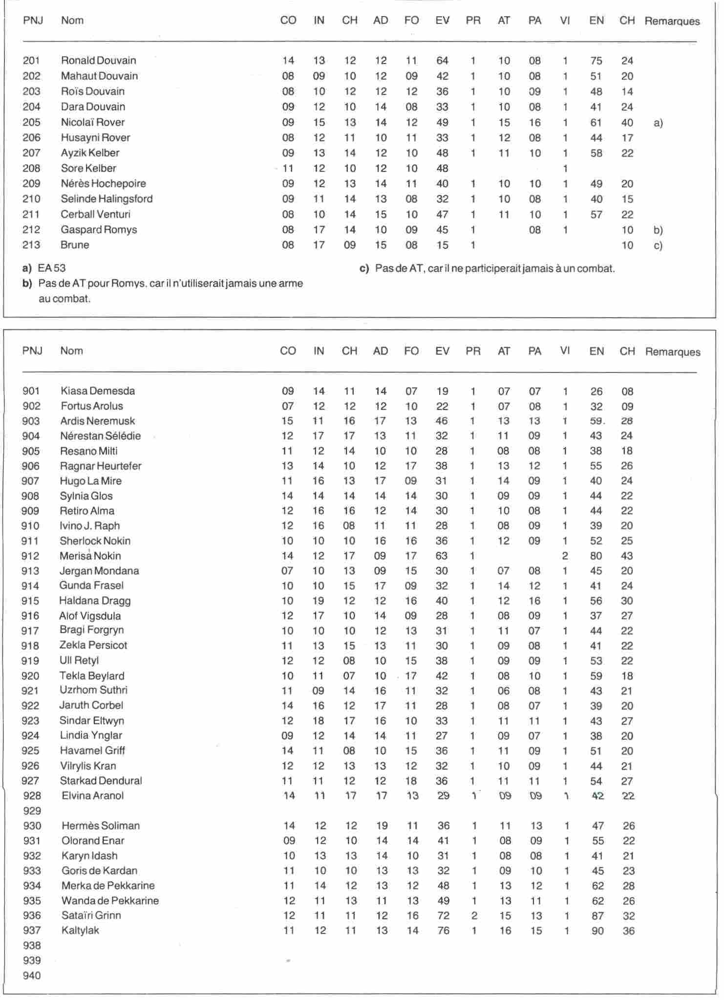 PNJ Nom CO IN CH AD FO EV PR AT PA VI EN CH Remarques
201 Ronald Douvain 14 13 12 12 11 64 1 10 08 1 75 24
202 Mahaut Douvain 08 09 10 12 09 42 1 10 08 1 51 20
203 Roïs Douvain 08 10 12 12 12 36 1 10 09 1 48 14
204 Dara Douvain 09 12 10 14 08 33 1 10 08 1 41 24
205 Nicolaï Rover 09 15 13 14 12 49 1 15 16 1 61 40 a)
206 Husayni Rover 08 12 11 10 11 33 1 12 08 1 44 17
207 Ayzik Kelber 09 13 14 12 10 48 1 11 10 1 58 22
208 Sore Kelber 11 12 10 12 10 48 1
209 Nérès Hochepoire 09 12 13 14 11 40 1 10 10 1 49 20
210 Selinde Halingsford 09 11 14 13 08 32 1 10 08 1 40 15
211 Cerball Venturi 08 10 14 15 10 47 1 11 10 1 57 22
212 Gaspard Romys 08 17 14 10 09 45 1 08 1 10 b)
213 Brune 08 17 09 15 08 15 1 10 c)
a) EA 53
b) Pas de AT pour Romys. car il n'utiliserait jamais une arme
au combat.
c) Pas de AT, car il ne participerait jamais à un combat.
PNJ Nom CO IN CH AD FO EV PR AT PA VI EN CH Remarques
901 Kiasa Demesda 09 14 11 14 07 19 1 07 07 1 26 08
902 Fortus Arolus 07 12 12 12 10 22 1 07 08 1 32 09
903 Ardis Neremusk 15 11 16 17 13 46 1 13 13 1 59 28
904 Nérestan Sélédie 12 17 17 13 11 32 1 11 09 1 43 24
905 Resano Milti 11 12 14 10 10 28 1 08 08 1 38 18
906 Ragnar Heurtefer 13 14 10 12 17 38 1 13 12 1 55 26
907 Hugo La Mire 11 16 13 17 09 31 1 14 09 1 40 24
908 Sylnia Glos 14 14 14 14 14 30 1 09 09 1 44 22
909 Retiro Alma 12 16 16 12 14 30 1 10 08 1 44 22
910 Ivino J. Raph 12 16 08 11 11 28 1 08 09 1 39 20
911 Sherlock Nokin 10 10 10 16 16 36 1 12 09 1 52 25
912 Merisa Nokin 14 12 17 09 17 63 1 2 80 43
913 Jergan Mondana 07 10 13 09 15 30 1 07 08 1 45 20
914 Gunda Frasel 10 10 15 17 09 32 1 14 12 1 41 24
915 Haldana Dragg 10 19 12 12 16 40 1 12 16 1 56 30
916 Alof Vigsdula 12 17 10 14 09 28 1 08 09 1 37 27
917 Bragi Forgryn 10 10 10 12 13 31 1 11 07 1 44 22
918 Zekla Persicot 11 13 15 13 11 30 1 09 08 1 41 22
919 Ull Retyl 12 12 08 10 15 38 1 09 09 1 53 22
920 Tekla Beylard 10 11 07 10 17 42 1 08 10 1 59 18
921 Uzrhom Suthri 11 09 14 16 11 32 1 06 08 1 43 21
922 Jaruth Corbel 14 16 12 17 11 28 1 08 07 1 39 20
923 Sindar Eltwyn 12 18 17 16 10 33 1 11 11 1 43 27
924 Lindia Ynglar 09 12 14 14 11 27 1 09 07 1 38 20
925 Havamel Griff 14 11 08 10 15 36 1 11 09 1 51 20
926 Vilrylis Kran 12 12 13 13 12 32 1 10 09 1 44 21
927 Starkad Dendural 11 11 12 12 18 36 1 11 11 1 54 27
928 Elvina Aranol 14 11 17 17 13 29 1 09 09 1 42 22
929
930 Hermès Soliman 14 12 12 19 11 36 1 11 13 1 47 26
931 Olorand Enar 09 12 10 14 14 41 1 08 09 1 55 22
932 Karyn Idash 10 13 13 14 10 31 1 08 08 1 41 21
933 Goris de Kardan 11 10 10 13 13 32 1 09 10 1 45 23
934 Merka de Pekkarine 11 14 12 13 12 48 1 13 12 1 62 28
935 Wanda de Pekkarine 12 11 13 11 13 49 1 13 11 1 62 26
936 Sataïri Grinn 12 11 11 12 16 72 2 15 13 1 87 32
937 Kaltylak 11 12 11 13 14 76 1 16 15 1 90 36
938
939
940